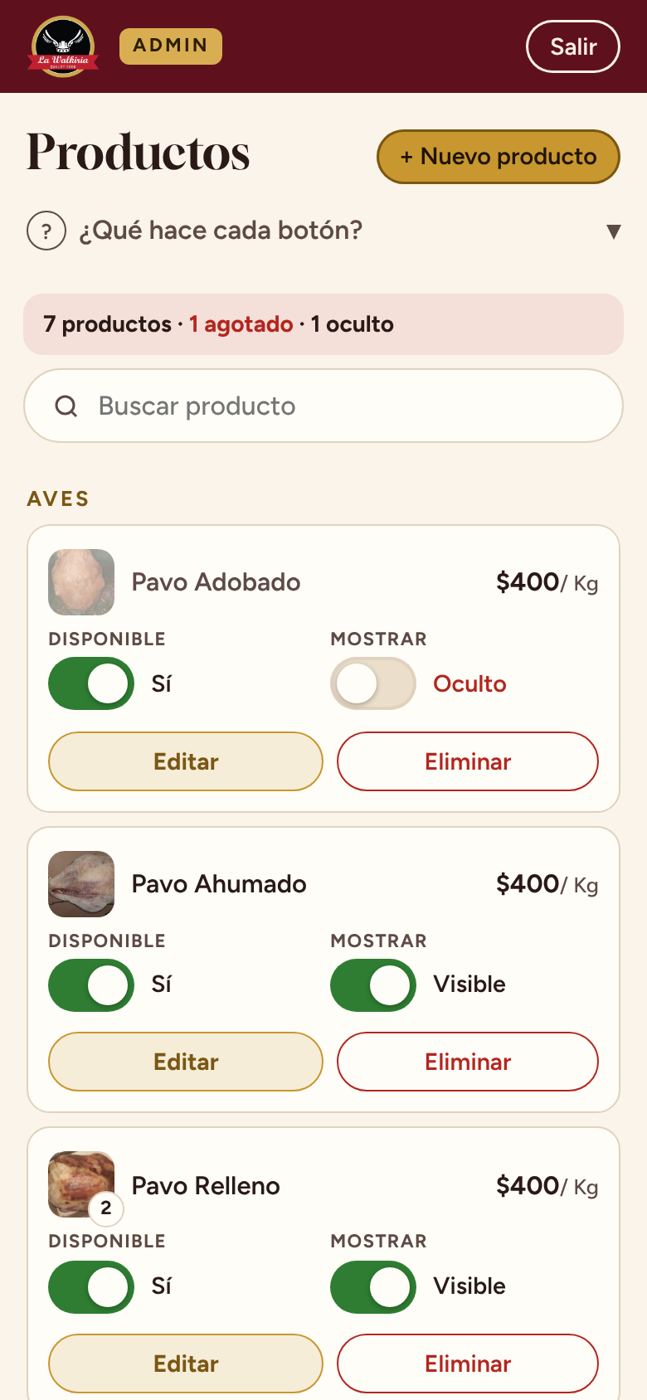 La Walkiria
ADMIN
Salir
Productos
+ Nuevo producto
? ¿Qué hace cada botón? ▼
7 productos · 1 agotado · 1 oculto
Buscar producto
AVES
Pavo Adobado $400/ Kg
DISPONIBLE MOSTRAR
Sí Oculto
Editar Eliminar
Pavo Ahumado $400/ Kg
DISPONIBLE MOSTRAR
Sí Visible
Editar Eliminar
2 Pavo Relleno $400/ Kg
DISPONIBLE MOSTRAR
Sí Visible
Editar Eliminar